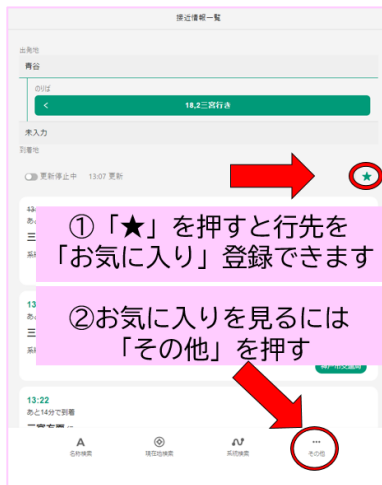 接近情報一覧
出発地
青谷
のりば
18,2三宮行き
未入力
到着地
更新停止中 13:07 更新
①「★」を押すと行先を
「お気に入り」登録できます
13
②お気に入りを見るには
「その他」を押す
13:22
あと14分で到着
A
名称検索
現在地検索
系統検索
その他